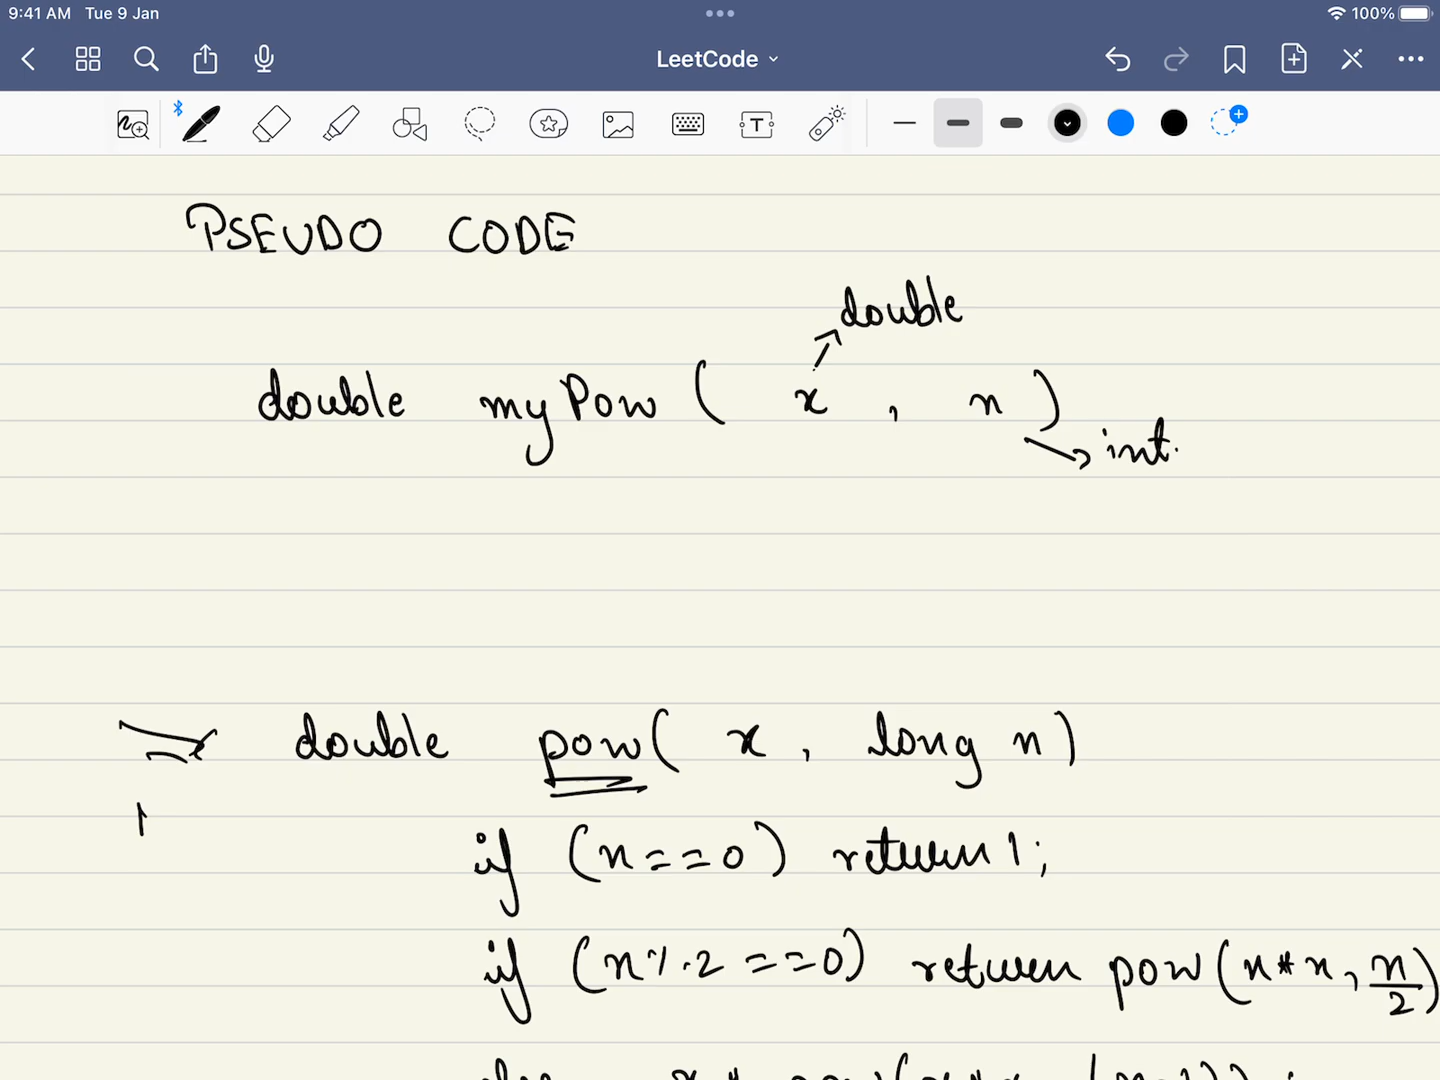 9:41 AM Tue 9 Jan 100%
LeetCode
T
PSEUDO CODE
double
double myPow ( x , n )
int.
double pow( x , long n )
if (n==0) return 1;
if (n%2 ==0) return pow(n*n, n/2)